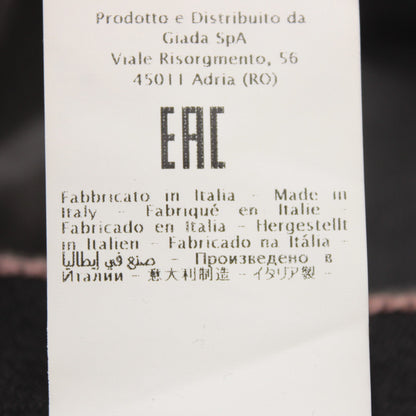 Prodotto e Distribuito da
Giada SpA
Viale Risorgmento, 56
45011 Adria (RO)
EAC
Fabbricato in Italia - Made in
Italy - Fabriqué en Italie -
Fabricado en Italia - Hergestellt
in Italien - Fabricado na Itália -
صنع في إيطاليا - Произведено в
Италии - 意大利制造 - イタリア製 -